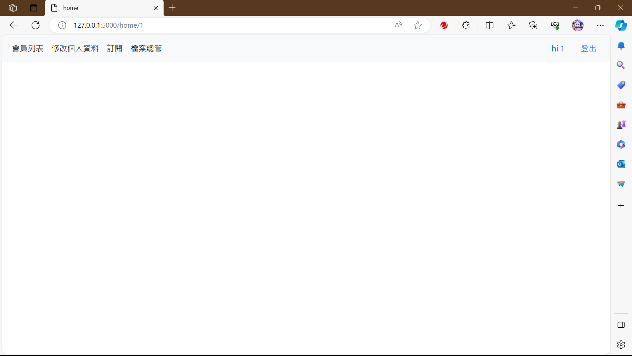 home
127.0.0.1:5000/home/1
會員列表 修改個人資料 訂閱 檔案總管 hi 1 登出